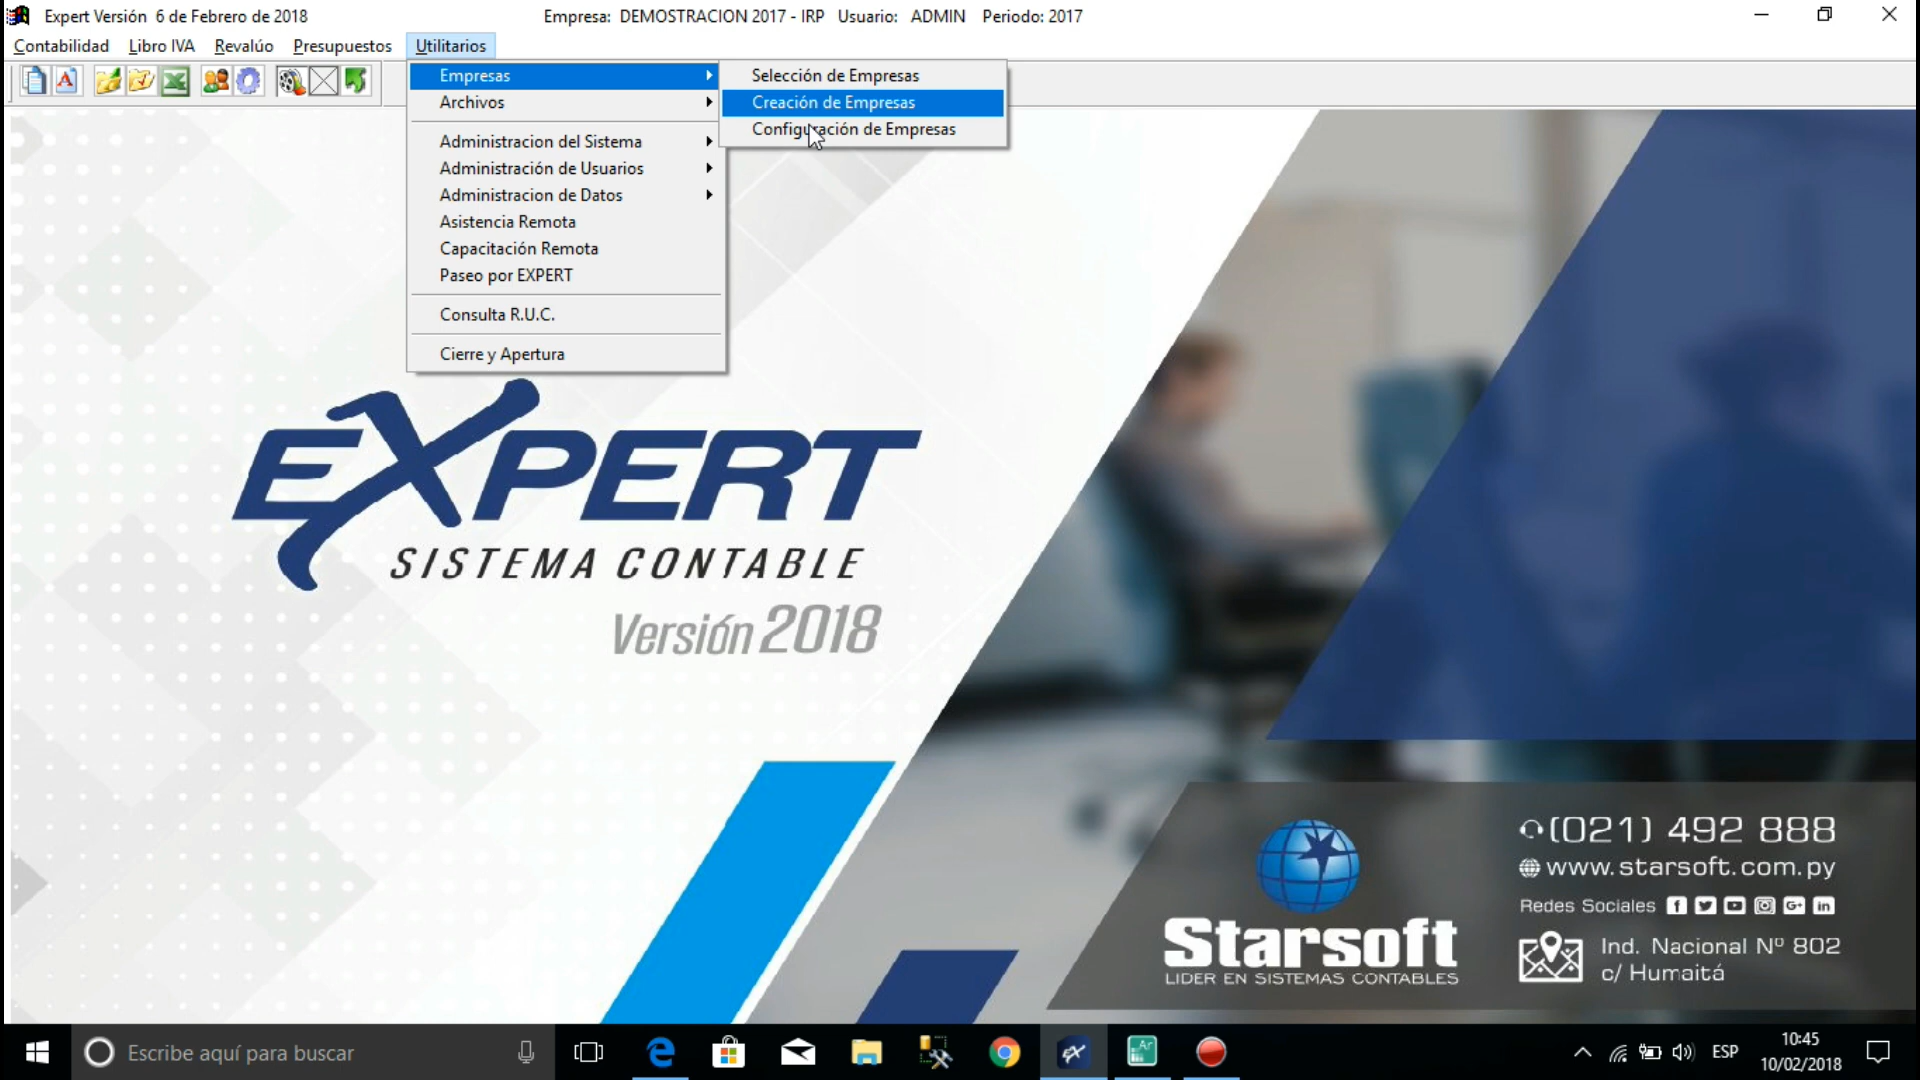 Expert Versión 6 de Febrero de 2018
Empresa: DEMOSTRACION 2017 - IRP Usuario: ADMIN Periodo: 2017
Contabilidad Libro IVA Revalúo Presupuestos Utilitarios
Empresas
Archivos
Administracion del Sistema
Administración de Usuarios
Administracion de Datos
Asistencia Remota
Capacitación Remota
Paseo por EXPERT
Consulta R.U.C.
Cierre y Apertura
Selección de Empresas
Creación de Empresas
Configuración de Empresas
EXPERT
SISTEMA CONTABLE
Versión 2018
Starsoft
LIDER EN SISTEMAS CONTABLES
(021) 492 888
www.starsoft.com.py
Redes Sociales
Ind. Nacional Nº 802
c/ Humaitá
Escribe aquí para buscar
ESP
10:45
10/02/2018